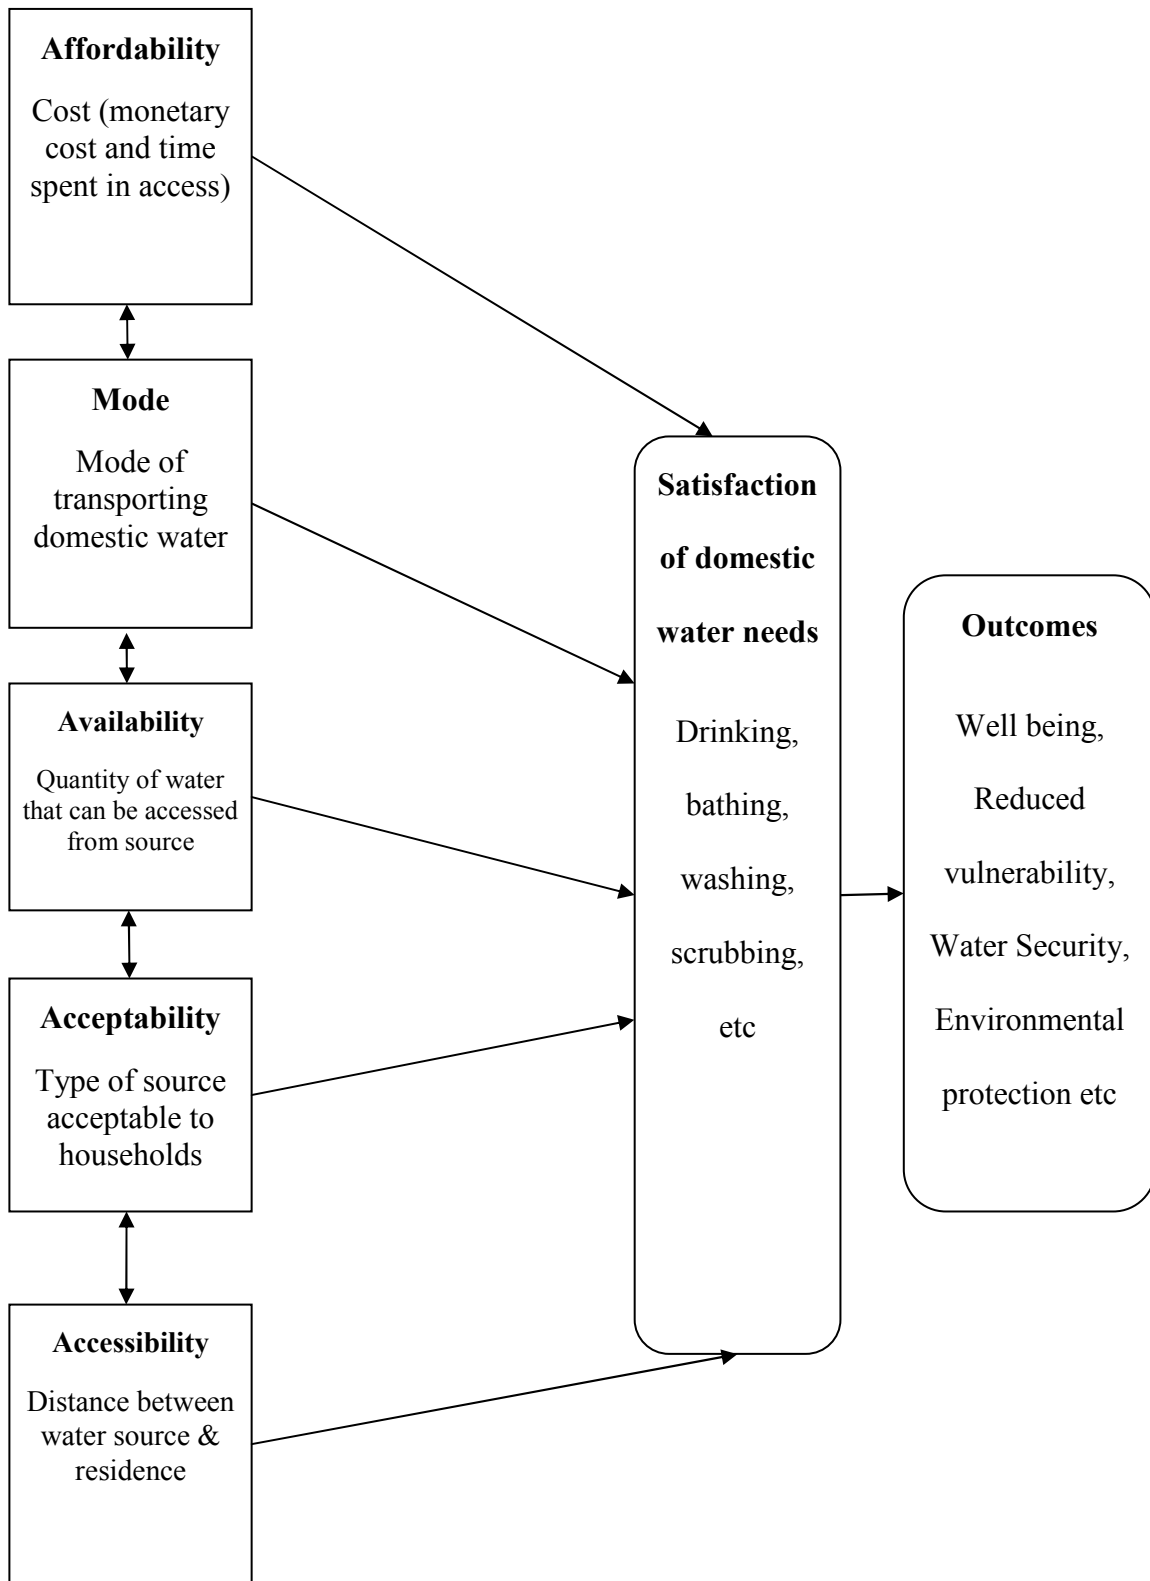 Affordability
Cost (monetary
cost and time
spent in access)
Mode
Mode of
transporting
domestic water
Availability
Quantity of water
that can be accessed
from source
Acceptability
Type of source
acceptable to
households
Accessibility
Distance between
water source &
residence
Satisfaction
of domestic
water needs
Drinking,
bathing,
washing,
scrubbing,
etc
Outcomes
Well being,
Reduced
vulnerability,
Water Security,
Environmental
protection etc